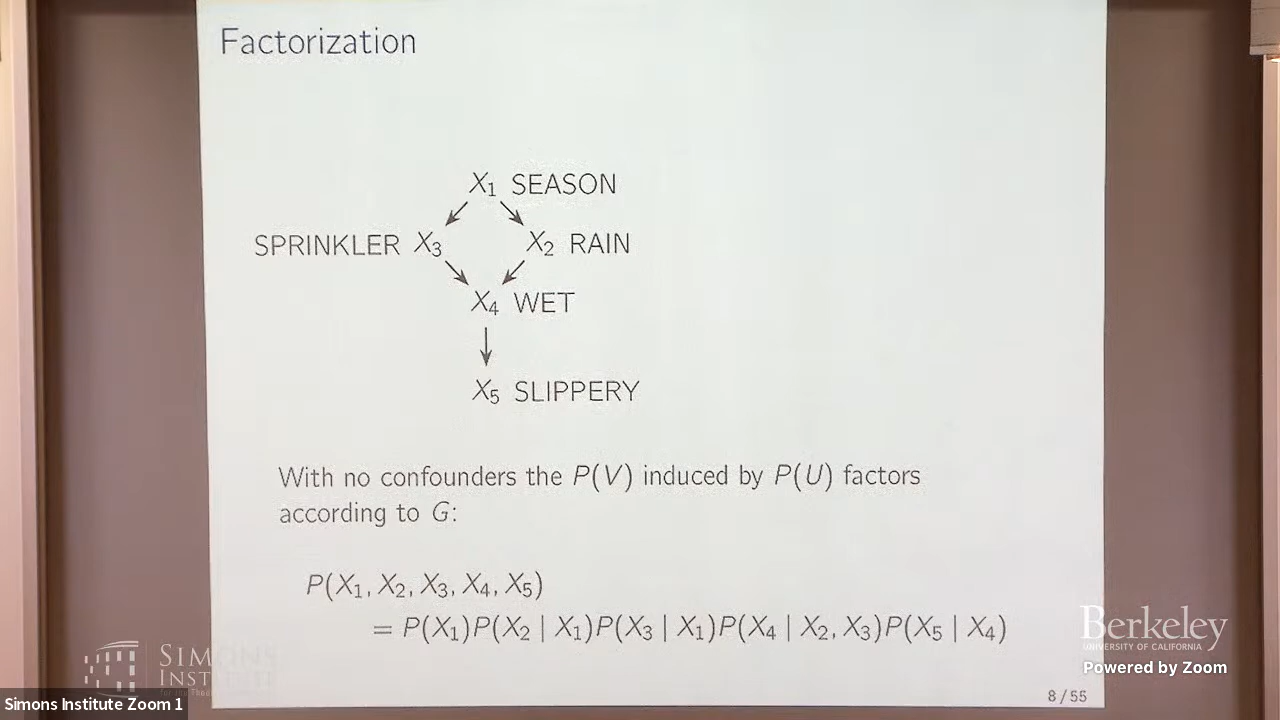 Factorization
X₁ SEASON
SPRINKLER X₃ X₂ RAIN
X₄ WET
X₅ SLIPPERY
With no confounders the P(V) induced by P(U) factors
according to G:
P(X₁, X₂, X₃, X₄, X₅)
= P(X₁)P(X₂ | X₁)P(X₃ | X₁)P(X₄ | X₂, X₃)P(X₅ | X₄)
Berkeley
UNIVERSITY OF CALIFORNIA
Powered by Zoom
SIMONS
INSTITUTE
8 / 55
Simons Institute Zoom 1